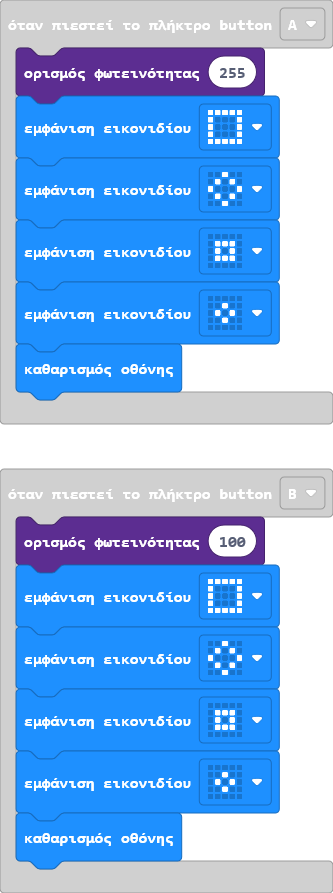 όταν πιεστεί το πλήκτρο button A
ορισμός φωτεινότητας 255
εμφάνιση εικονιδίου
εμφάνιση εικονιδίου
εμφάνιση εικονιδίου
εμφάνιση εικονιδίου
καθαρισμός οθόνης
όταν πιεστεί το πλήκτρο button B
ορισμός φωτεινότητας 100
εμφάνιση εικονιδίου
εμφάνιση εικονιδίου
εμφάνιση εικονιδίου
εμφάνιση εικονιδίου
καθαρισμός οθόνης